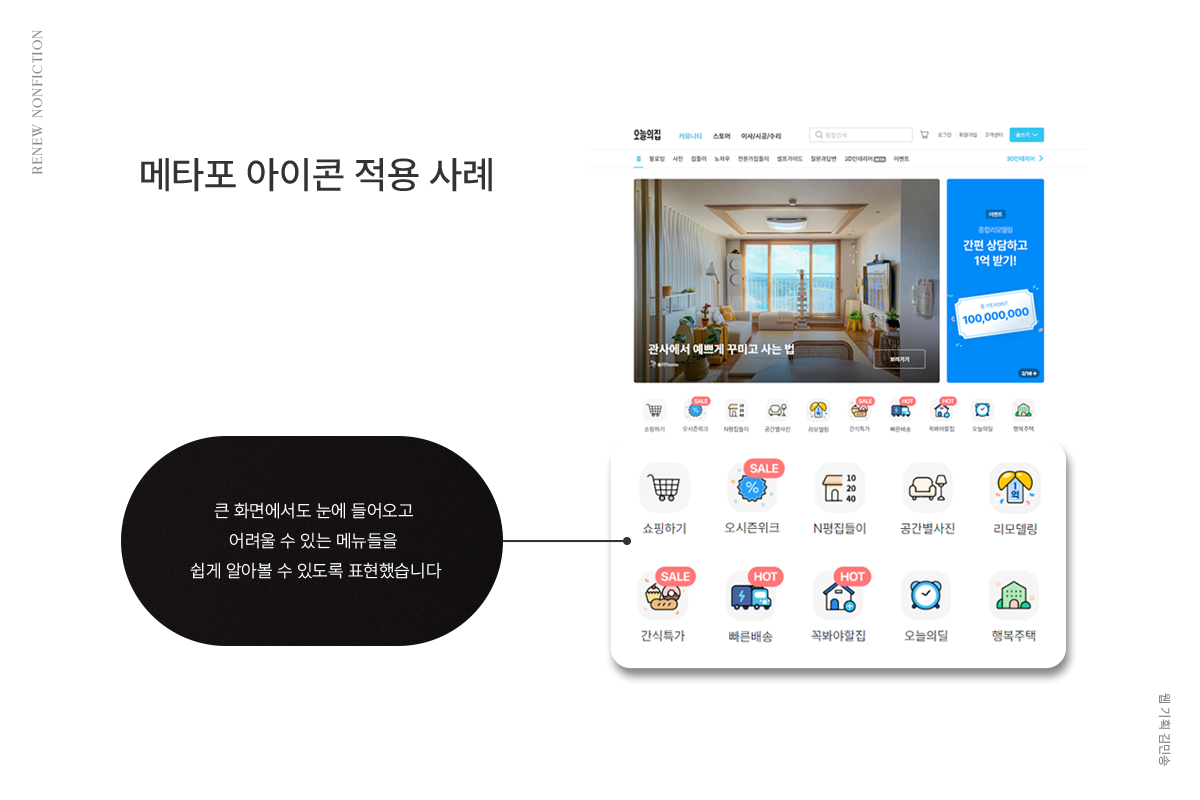 RENEW NONFICTION
메타포 아이콘 적용 사례
오늘의집 커뮤니티 스토어 이사/시공/수리 통합검색 로그인 회원가입 고객센터 글쓰기
홈 팔로잉 사진 집들이 노하우 전문가집들이 셀프가이드 질문과답변 3D인테리어 BETA 이벤트 3D인테리어
관사에서 예쁘게 꾸미고 사는 법
보러가기
이벤트
종합리모델링
간편 상담하고
1억 받기!
총 1억 POINT
100,000,000
2/16 +
SALE SALE HOT HOT
쇼핑하기 오시즌위크 N평집들이 공간별사진 리모델링 간식특가 빠른배송 꼭봐야할집 오늘의딜 행복주택
SALE
%
10
20
40
1
억
쇼핑하기 오시즌위크 N평집들이 공간별사진 리모델링
SALE HOT HOT
간식특가 빠른배송 꼭봐야할집 오늘의딜 행복주택
큰 화면에서도 눈에 들어오고
어려울 수 있는 메뉴들을
쉽게 알아볼 수 있도록 표현했습니다
웹 기획 김민송